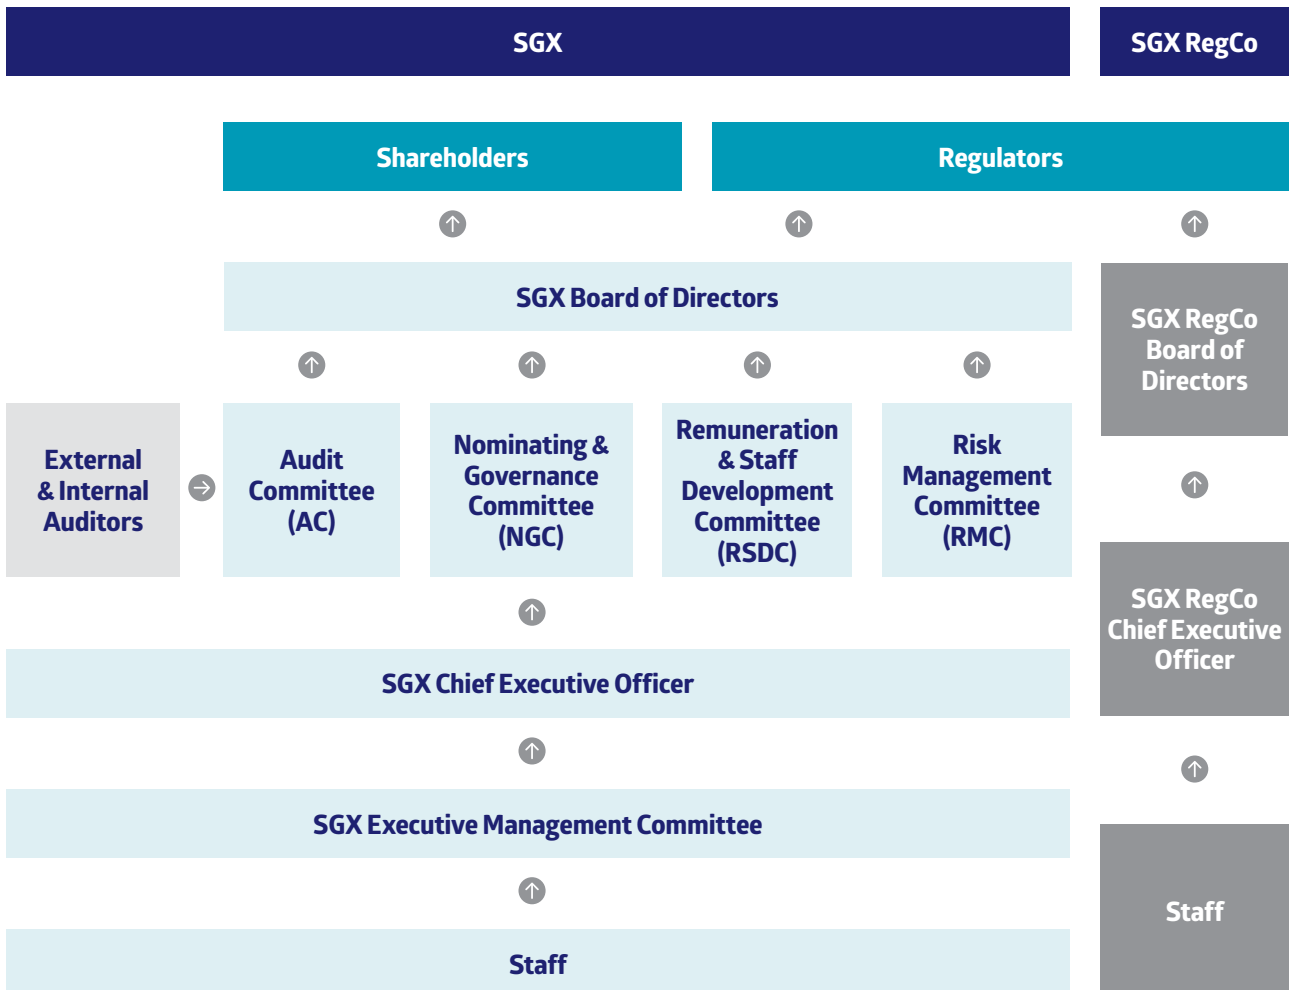 SGX
SGX RegCo
Shareholders
Regulators
SGX Board of Directors
SGX RegCo
Board of
Directors
External
& Internal
Auditors
Audit
Committee
(AC)
Nominating &
Governance
Committee
(NGC)
Remuneration
& Staff
Development
Committee
(RSDC)
Risk
Management
Committee
(RMC)
SGX RegCo
Chief Executive
Officer
SGX Chief Executive Officer
SGX Executive Management Committee
Staff
Staff